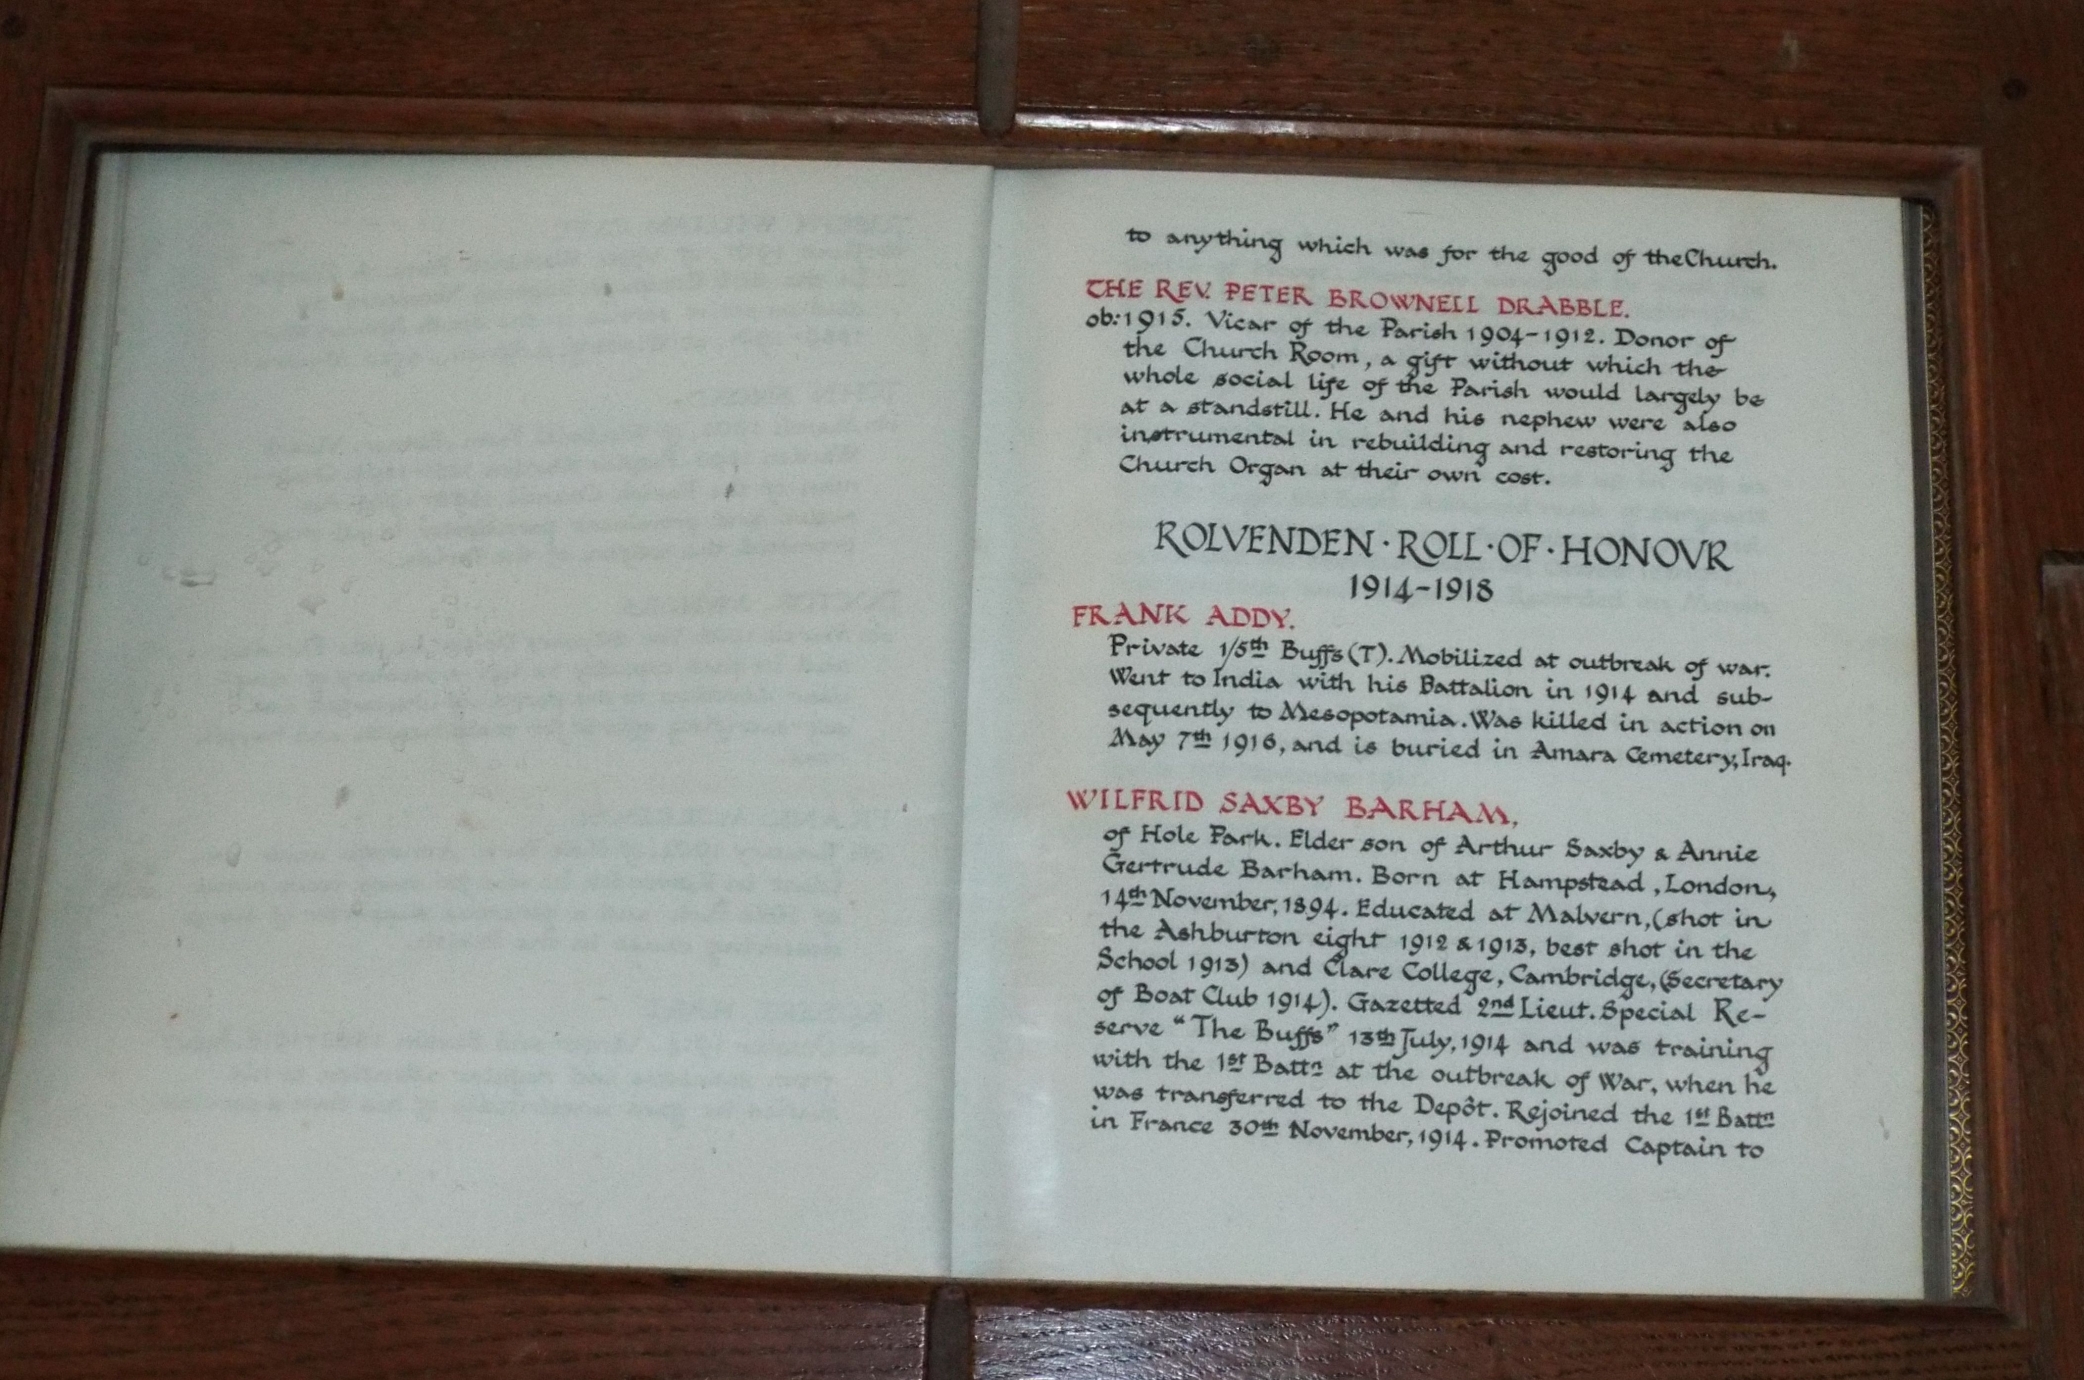 to anything which was for the good of the Church.
THE REV. PETER BROWNELL DRABBLE.
ob: 1915. Vicar of the Parish 1904-1912. Donor of
the Church Room, a gift without which the
whole social life of the Parish would largely be
at a standstill. He and his nephew were also
instrumental in rebuilding and restoring the
Church Organ at their own cost.
ROLVENDEN·ROLL·OF·HONOVR
1914-1918
FRANK ADDY.
Private 1/5th Buffs (T). Mobilized at outbreak of war.
Went to India with his Battalion in 1914 and sub-
sequently to Mesopotamia. Was killed in action on
May 7th 1916, and is buried in Amara Cemetery, Iraq.
WILFRID SAXBY BARHAM,
of Hole Park. Elder son of Arthur Saxby & Annie
Gertrude Barham. Born at Hampstead, London,
14th November, 1894. Educated at Malvern, (shot in
the Ashburton eight 1912 & 1913, best shot in the
School 1913) and Clare College, Cambridge, (Secretary
of Boat Club 1914). Gazetted 2nd Lieut. Special Re-
serve "The Buffs" 13th July, 1914 and was training
with the 1st Battn at the outbreak of War, when he
was transferred to the Depôt. Rejoined the 1st Battn
in France 30th November, 1914. Promoted Captain to